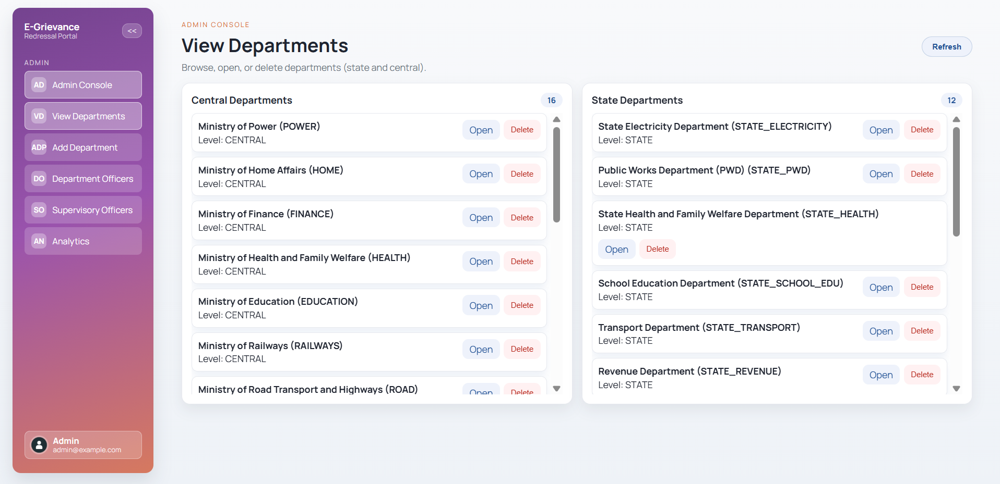 E-Grievance
Redressal Portal
<<
ADMIN
AD Admin Console
VD View Departments
ADP Add Department
DO Department Officers
SO Supervisory Officers
AN Analytics
Admin
admin@example.com
ADMIN CONSOLE
View Departments
Refresh
Browse, open, or delete departments (state and central).
Central Departments 16
Ministry of Power (POWER)
Level: CENTRAL
Open Delete
Ministry of Home Affairs (HOME)
Level: CENTRAL
Open Delete
Ministry of Finance (FINANCE)
Level: CENTRAL
Open Delete
Ministry of Health and Family Welfare (HEALTH)
Level: CENTRAL
Open Delete
Ministry of Education (EDUCATION)
Level: CENTRAL
Open Delete
Ministry of Railways (RAILWAYS)
Level: CENTRAL
Open Delete
Ministry of Road Transport and Highways (ROAD)
Open Delete
State Departments 12
State Electricity Department (STATE_ELECTRICITY)
Level: STATE
Open Delete
Public Works Department (PWD) (STATE_PWD)
Level: STATE
Open Delete
State Health and Family Welfare Department (STATE_HEALTH)
Level: STATE
Open Delete
School Education Department (STATE_SCHOOL_EDU)
Level: STATE
Open Delete
Transport Department (STATE_TRANSPORT)
Level: STATE
Open Delete
Revenue Department (STATE_REVENUE)
Level: STATE
Open Delete